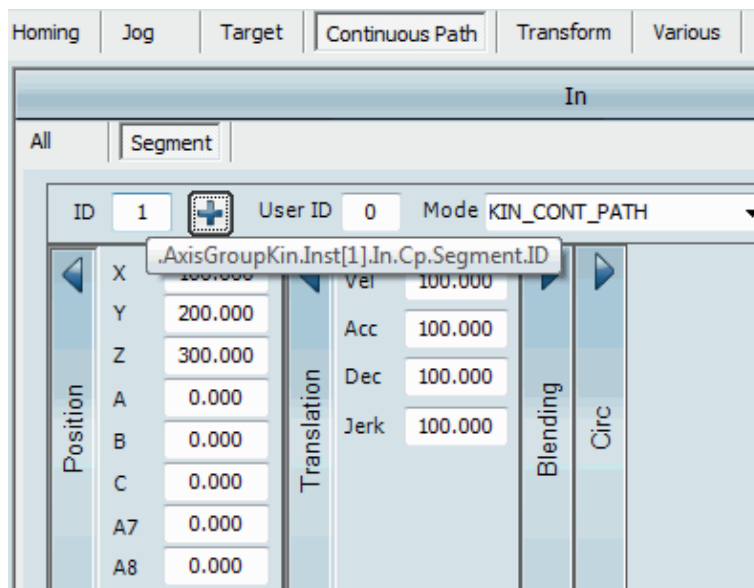 Homing Jog Target Continuous Path Transform Various
In
All Segment
ID 1 User ID 0 Mode KIN_CONT_PATH
.AxisGroupKin.Inst[1].In.Cp.Segment.ID
X Vel 100.000
Y 200.000
Acc 100.000
Z 300.000
Dec 100.000
A 0.000
Jerk 100.000
B 0.000
C 0.000
A7 0.000
A8 0.000
Position
Translation
Blending
Circ